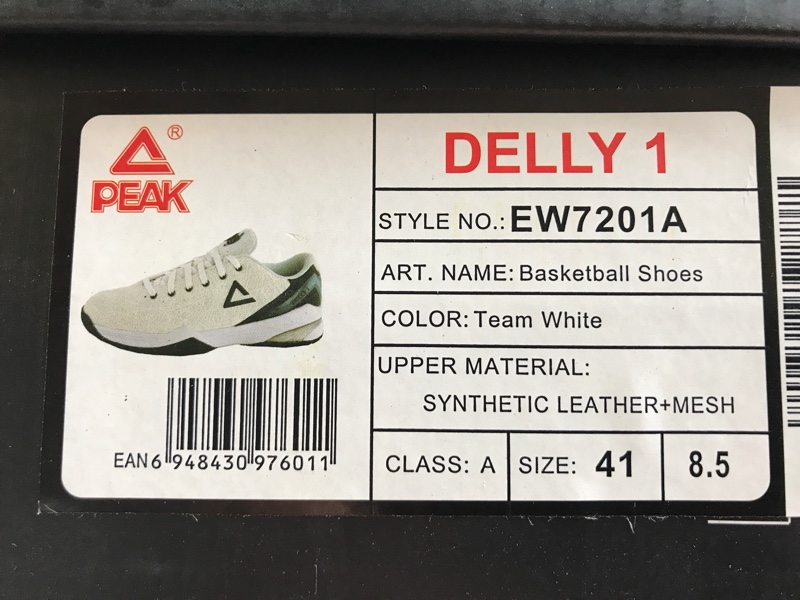 ®
PEAK
DELLY 1
STYLE NO.: EW7201A
ART. NAME: Basketball Shoes
COLOR: Team White
UPPER MATERIAL:
SYNTHETIC LEATHER+MESH
EAN 6 948430 976011
CLASS: A SIZE: 41 8.5